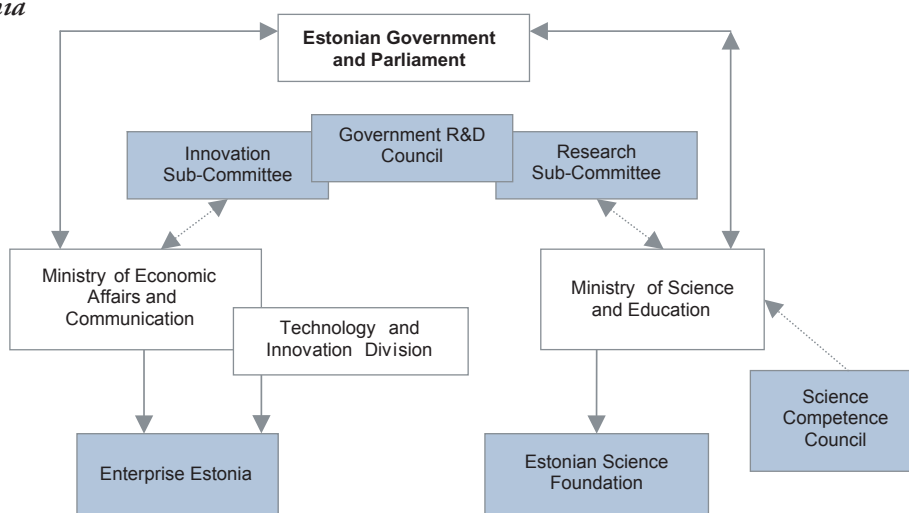 Estonian Government
and Parliament
Government R&D
Council
Innovation
Sub-Committee
Research
Sub-Committee
Ministry of Economic
Affairs and
Communication
Ministry of Science
and Education
Technology and
Innovation Division
Science
Competence
Council
Enterprise Estonia
Estonian Science
Foundation